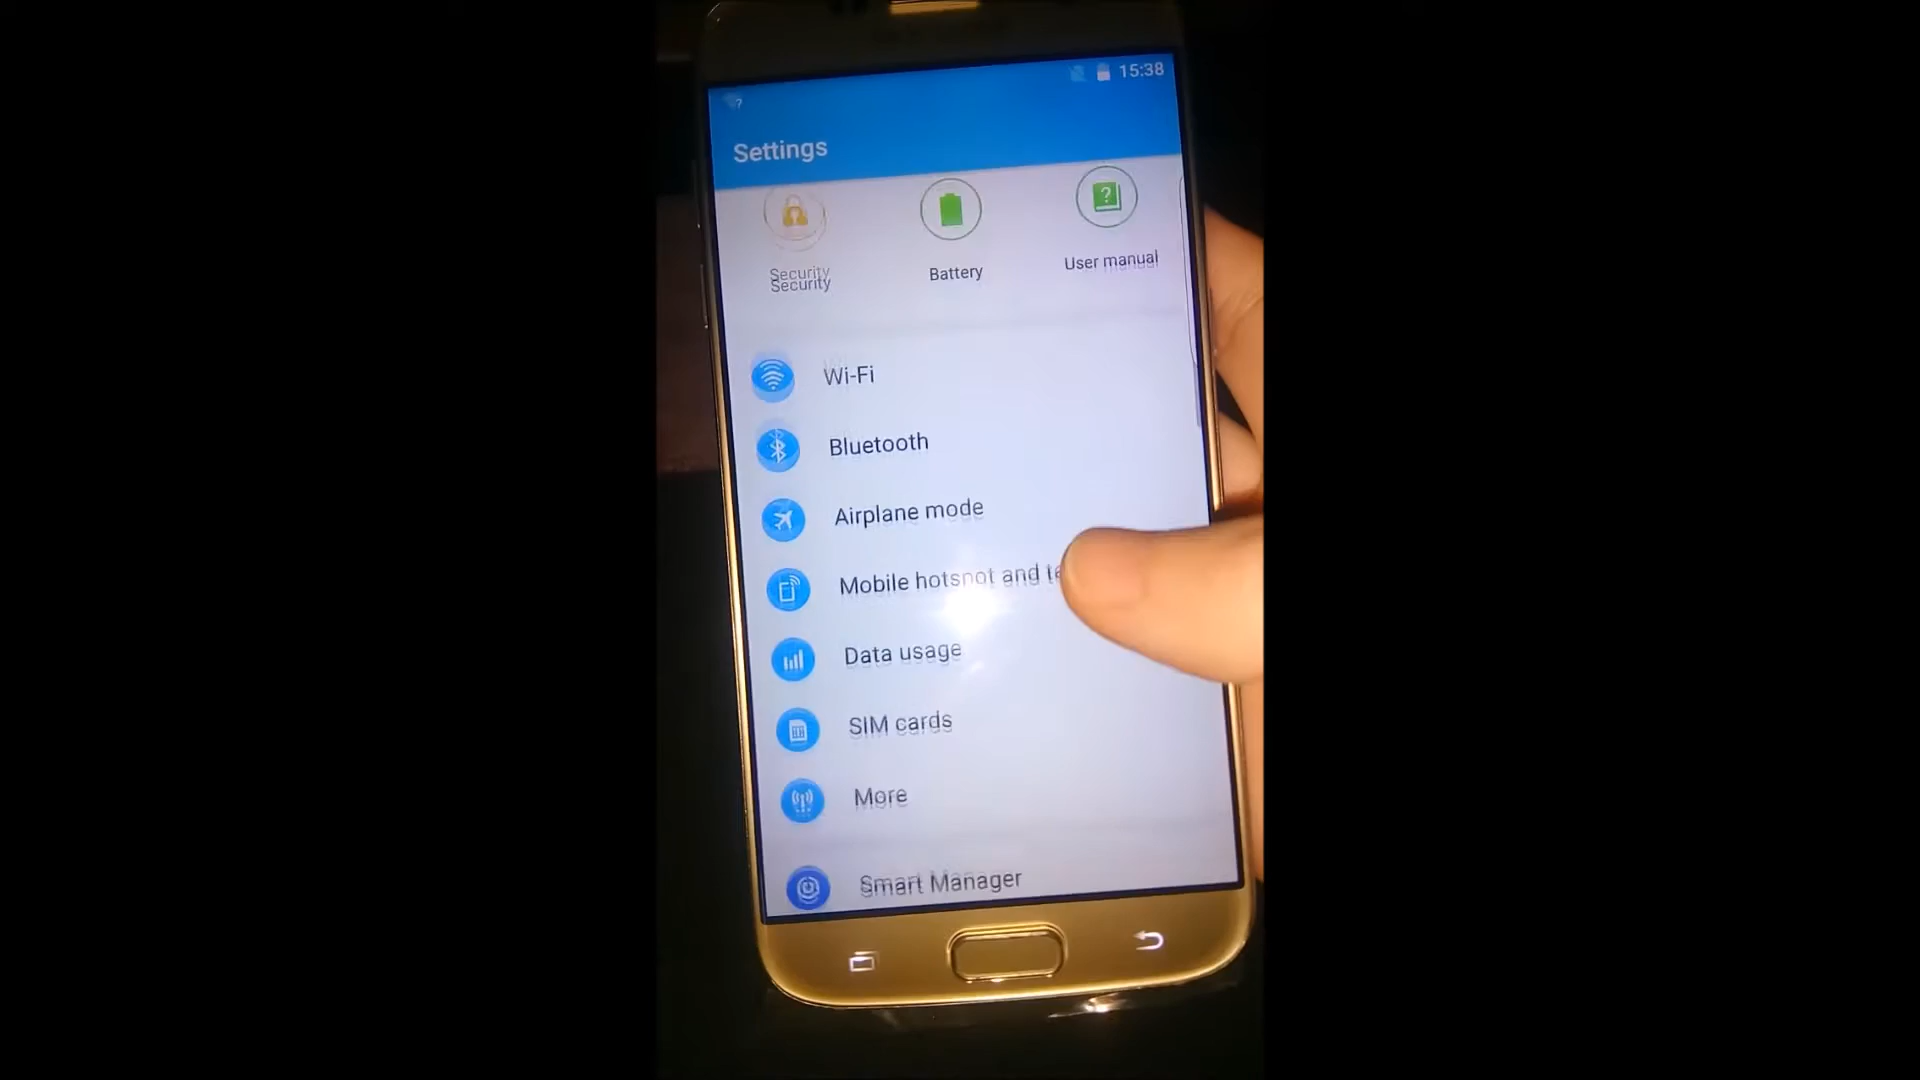 15:38
?
Settings
?
Security
Security
Battery
User manual
Wi-Fi
Bluetooth
Airplane mode
Mobile hotspot and te
Data usage
SIM cards
More
Smart Manager